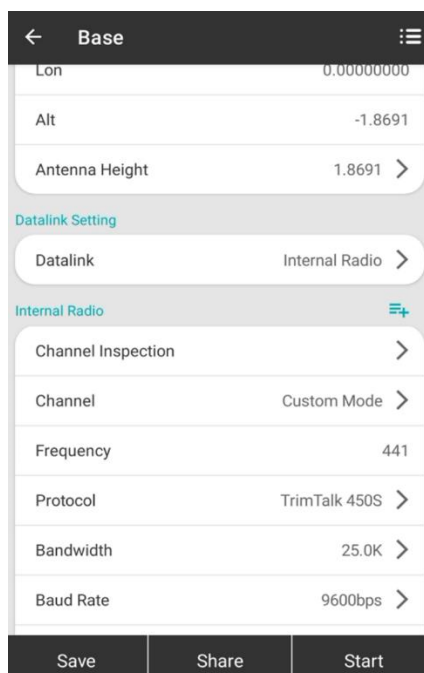 Base
Lon 0.00000000
Alt -1.8691
Antenna Height 1.8691
Datalink Setting
Datalink Internal Radio
Internal Radio
Channel Inspection
Channel Custom Mode
Frequency 441
Protocol TrimTalk 450S
Bandwidth 25.0K
Baud Rate 9600bps
Save Share Start